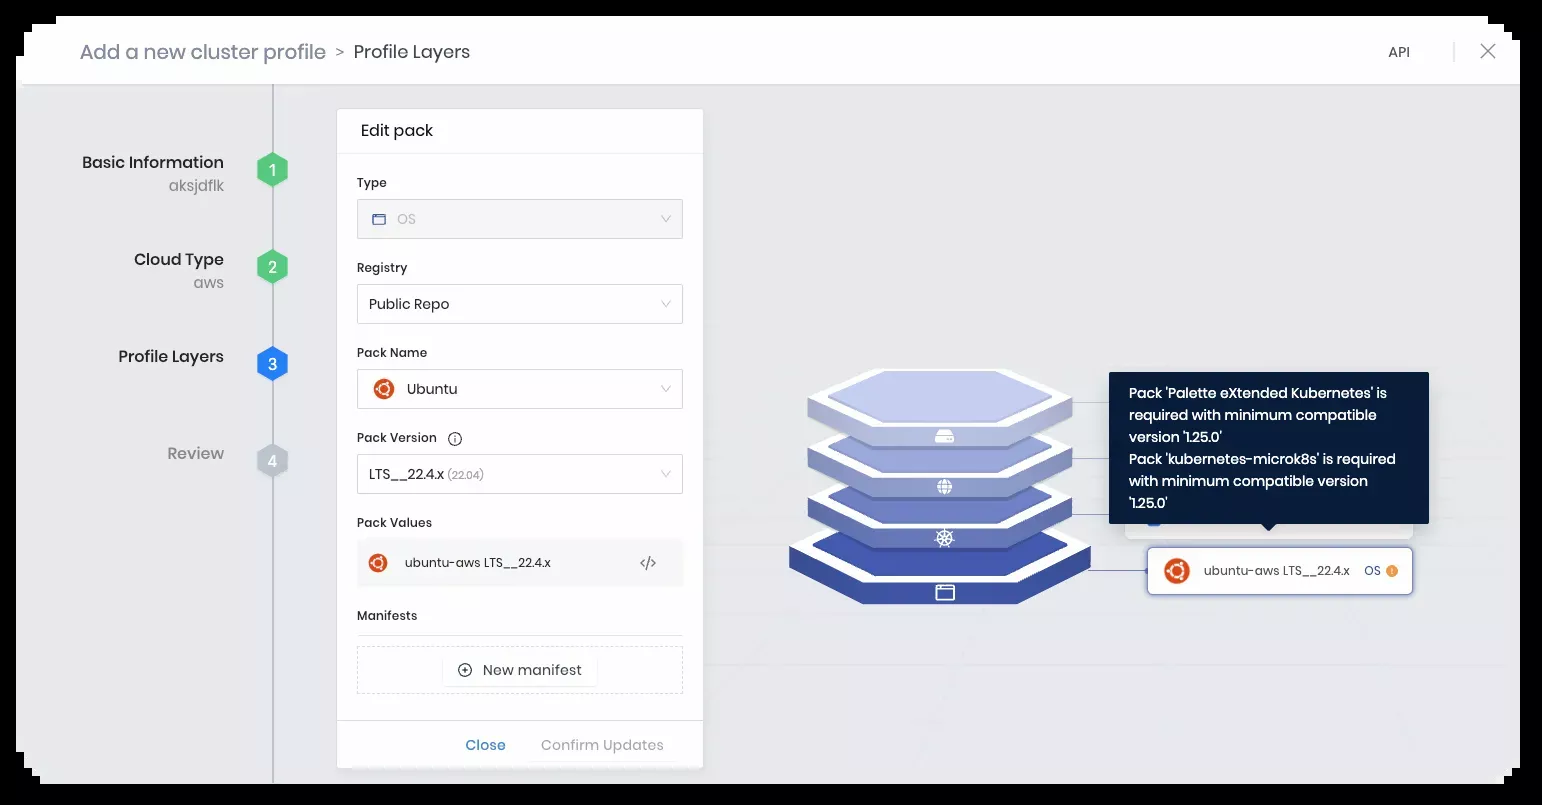 Add a new cluster profile > Profile Layers
API
Basic Information
aksjdflk
1
Cloud Type
aws
2
Profile Layers
3
Review
4
Edit pack
Type
OS
Registry
Public Repo
Pack Name
Ubuntu
Pack Version
LTS__22.4.x (22.04)
Pack Values
ubuntu-aws LTS__22.4.x
Manifests
New manifest
Close
Confirm Updates
Pack 'Palette eXtended Kubernetes' is
required with minimum compatible
version '1.25.0'
Pack 'kubernetes-microk8s' is required
with minimum compatible version
'1.25.0'
ubuntu-aws LTS__22.4.x OS